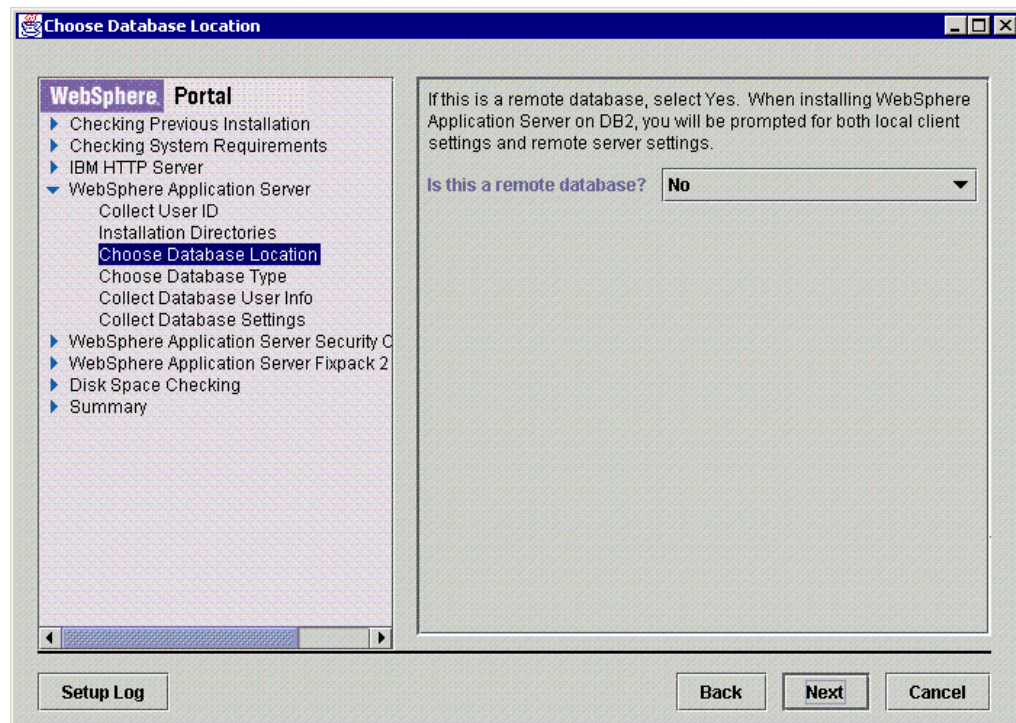 Choose Database Location
WebSphere Portal
Checking Previous Installation
Checking System Requirements
IBM HTTP Server
WebSphere Application Server
Collect User ID
Installation Directories
Choose Database Location
Choose Database Type
Collect Database User Info
Collect Database Settings
WebSphere Application Server Security C
WebSphere Application Server Fixpack 2
Disk Space Checking
Summary
If this is a remote database, select Yes. When installing WebSphere
Application Server on DB2, you will be prompted for both local client
settings and remote server settings.
Is this a remote database? No
Setup Log
Back
Next
Cancel